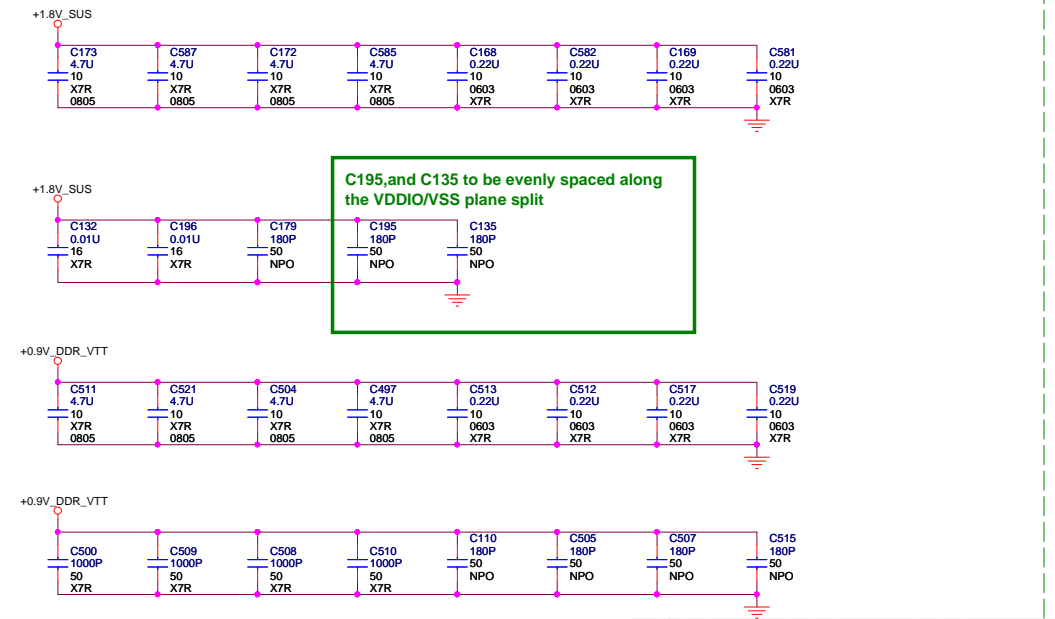 +1.8V_SUS
C173 C587 C172 C585 C168 C582 C169 C581
4.7U 4.7U 4.7U 4.7U 0.22U 0.22U 0.22U 0.22U
10 10 10 10 10 10 10 10
X7R X7R X7R X7R 0603 0603 0603 0603
0805 0805 0805 0805 X7R X7R X7R X7R
C195,and C135 to be evenly spaced along
the VDDIO/VSS plane split
+1.8V_SUS
C132 C196 C179 C195 C135
0.01U 0.01U 180P 180P 180P
16 16 50 50 50
X7R X7R NPO NPO NPO
+0.9V_DDR_VTT
C511 C521 C504 C497 C513 C512 C517 C519
4.7U 4.7U 4.7U 4.7U 0.22U 0.22U 0.22U 0.22U
10 10 10 10 10 10 10 10
X7R X7R X7R X7R 0603 0603 0603 0603
0805 0805 0805 0805 X7R X7R X7R X7R
+0.9V_DDR_VTT
C500 C509 C508 C510 C110 C505 C507 C515
1000P 1000P 1000P 1000P 180P 180P 180P 180P
50 50 50 50 50 50 50 50
X7R X7R X7R X7R NPO NPO NPO NPO